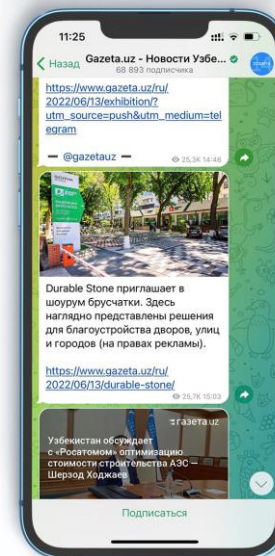 11:25
Назад
Gazeta.uz - Новости Узбе...
68 893 подписчика
https://www.gazeta.uz/ru/
2022/06/13/exhibition/?
utm_source=push&utm_medium=tel
egram
— @gazetauz —
25,3K 14:46
Durable Stone приглашает в
шоурум брусчатки. Здесь
наглядно представлены решения
для благоустройства дворов, улиц
и городов (на правах рекламы).
https://www.gazeta.uz/ru/
2022/06/13/durable-stone/
25,7K 15:03
газета.uz
Узбекистан обсуждает
с «Росатомом» оптимизацию
стоимости строительства АЭС —
Шерзод Ходжаев
Подписаться